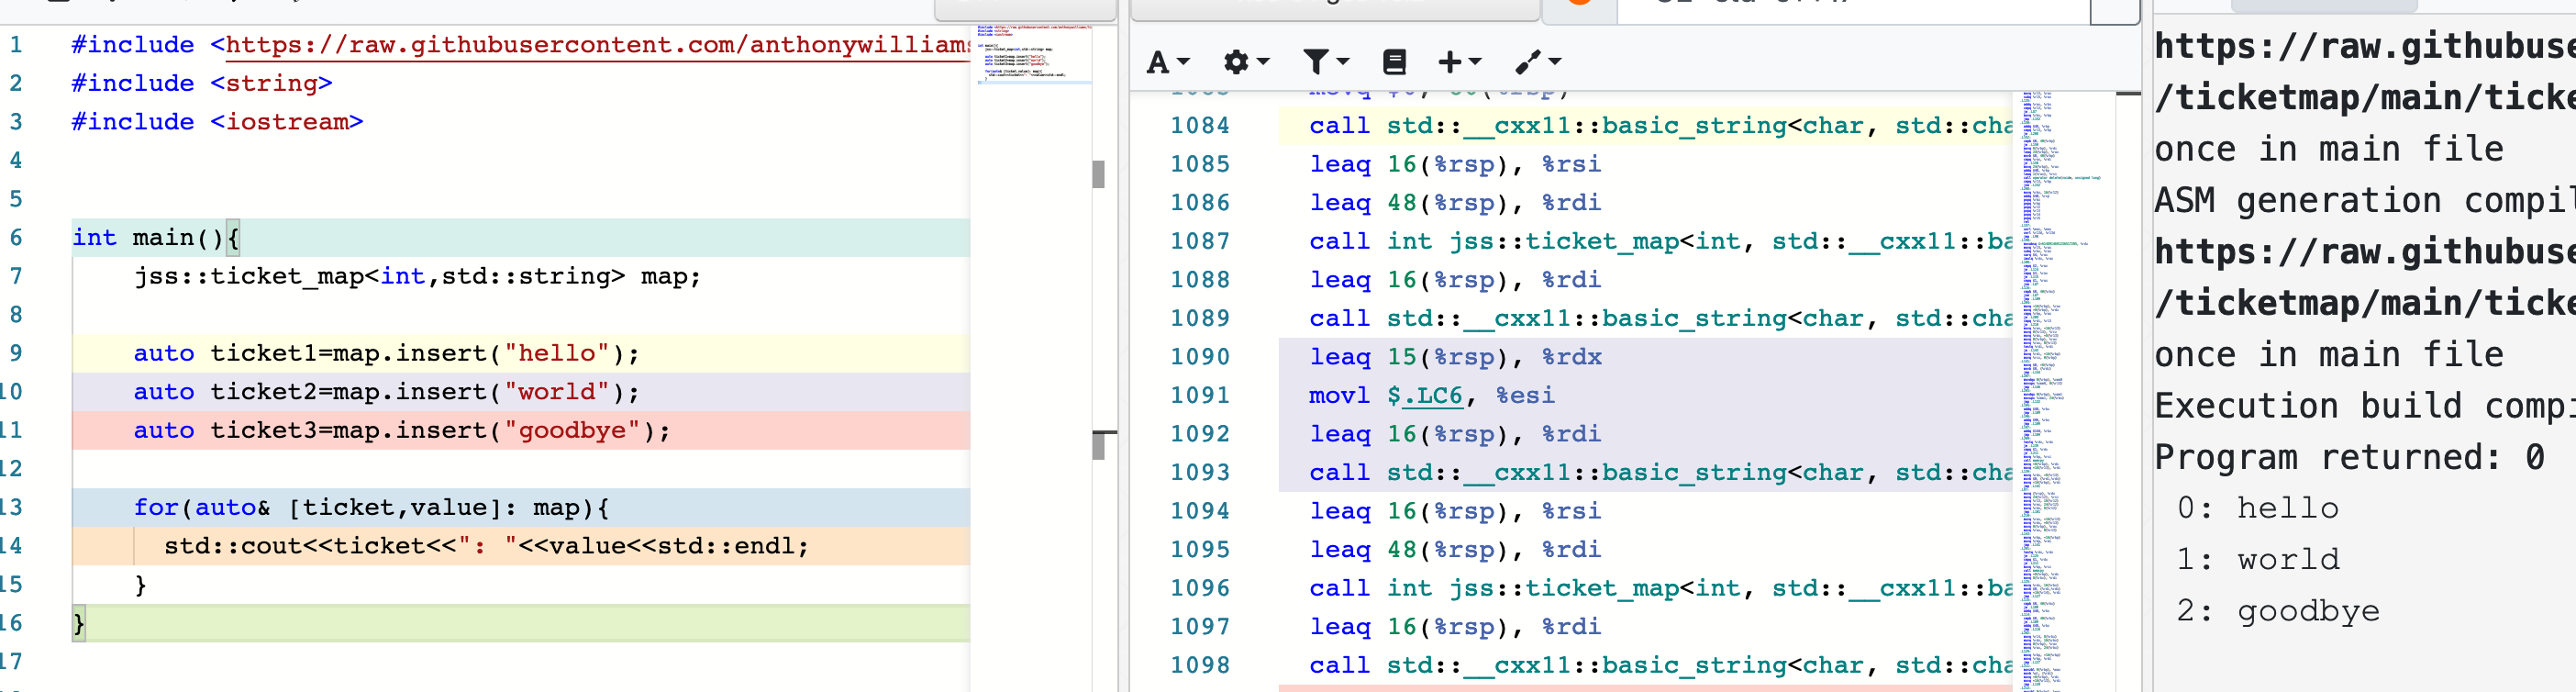 1 #include <https://raw.githubusercontent.com/anthonywilliams
2 #include <string>
3 #include <iostream>
4
5
6 int main(){
7 jss::ticket_map<int,std::string> map;
8
9 auto ticket1=map.insert("hello");
10 auto ticket2=map.insert("world");
11 auto ticket3=map.insert("goodbye");
12
13 for(auto& [ticket,value]: map){
14 std::cout<<ticket<<": "<<value<<std::endl;
15 }
16 }
17
A
1084 call std::__cxx11::basic_string<char, std::cha
1085 leaq 16(%rsp), %rsi
1086 leaq 48(%rsp), %rdi
1087 call int jss::ticket_map<int, std::__cxx11::ba
1088 leaq 16(%rsp), %rdi
1089 call std::__cxx11::basic_string<char, std::cha
1090 leaq 15(%rsp), %rdx
1091 movl $.LC6, %esi
1092 leaq 16(%rsp), %rdi
1093 call std::__cxx11::basic_string<char, std::cha
1094 leaq 16(%rsp), %rsi
1095 leaq 48(%rsp), %rdi
1096 call int jss::ticket_map<int, std::__cxx11::ba
1097 leaq 16(%rsp), %rdi
1098 call std::__cxx11::basic_string<char, std::cha
https://raw.githubuse
/ticketmap/main/ticke
once in main file
ASM generation compil
https://raw.githubuse
/ticketmap/main/ticke
once in main file
Execution build compi
Program returned: 0
0: hello
1: world
2: goodbye